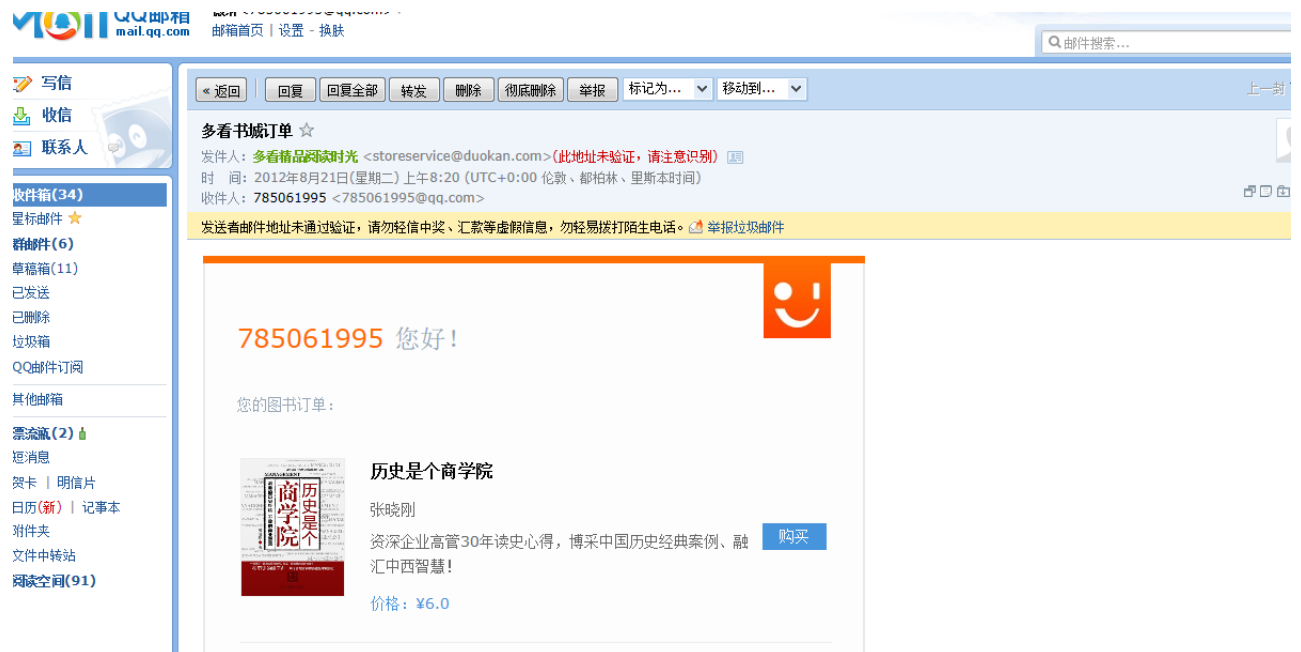 QQ邮箱
mail.qq.com
邮箱首页 | 设置 - 换肤
邮件搜索...
写信
收信
联系人
收件箱(34)
星标邮件
群邮件(6)
草稿箱(11)
已发送
已删除
垃圾箱
QQ邮件订阅
其他邮箱
漂流瓶(2)
短消息
贺卡 | 明信片
日历(新) | 记事本
附件夹
文件中转站
阅读空间(91)
«返回 回复 回复全部 转发 删除 彻底删除 举报 标记为... 移动到...
上一封
多看书城订单
发件人:多看精品阅读时光 <storeservice@duokan.com>(此地址未验证,请注意识别)
时 间:2012年8月21日(星期二) 上午8:20 (UTC+0:00 伦敦、都柏林、里斯本时间)
收件人:785061995 <785061995@qq.com>
发送者邮件地址未通过验证,请勿轻信中奖、汇款等虚假信息,勿轻易拨打陌生电话。 举报垃圾邮件
785061995 您好!
您的图书订单:
历史是个
商学院
历史是个商学院
张晓刚
资深企业高管30年读史心得,博采中国历史经典案例、融
汇中西智慧!
购买
价格:¥6.0